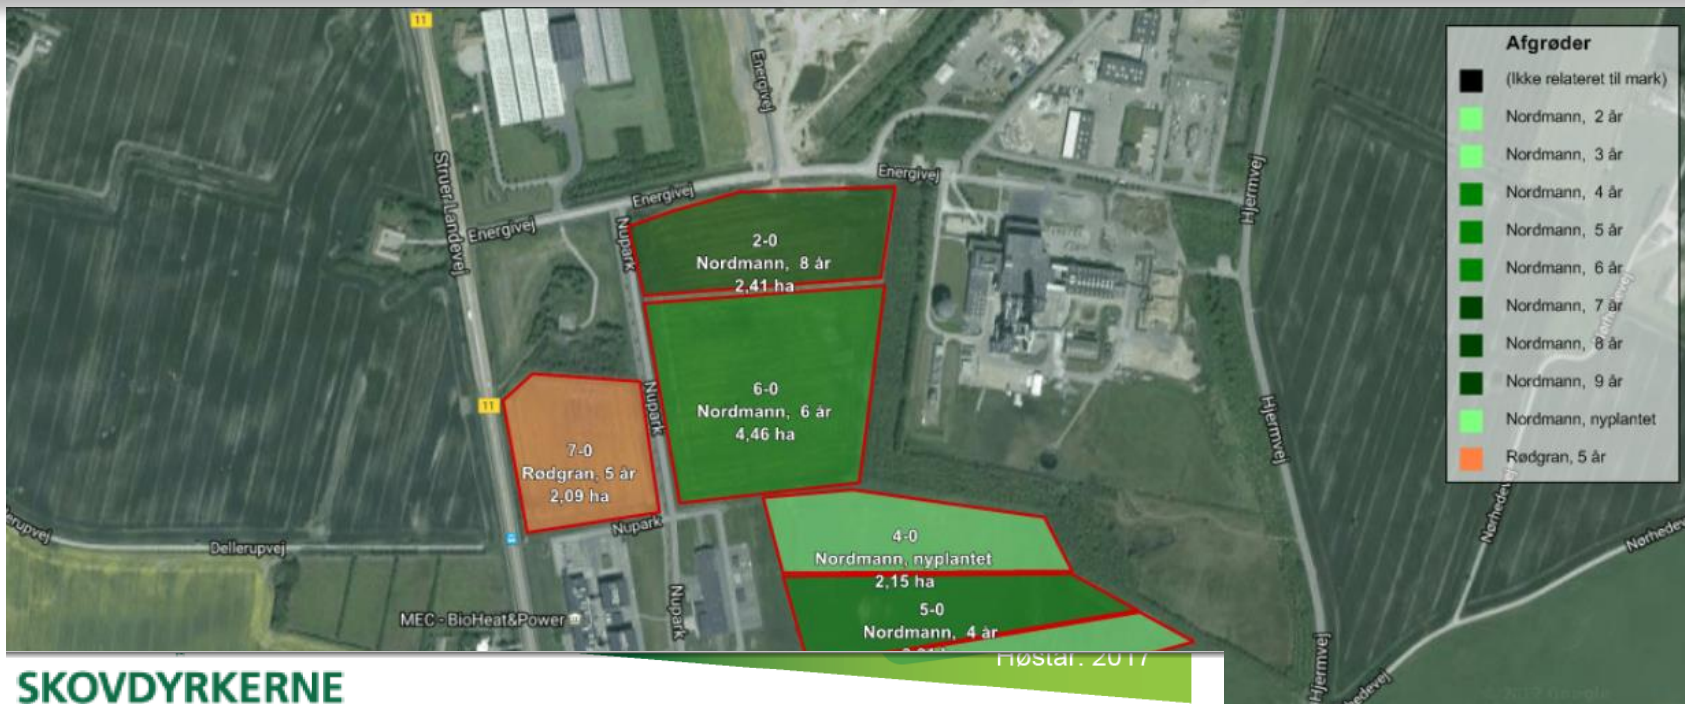 11
Energivej
Struer Landevej
Energivej
Energivej
Energivej
Nupark
Hjermvej
2-0
Nordmann, 8 år
2,41 ha
6-0
Nordmann, 6 år
4,46 ha
Nupark
11
7-0
Rødgran, 5 år
2,09 ha
Nupark
Hjermvej
Dellerupvej
4-0
Nordmann, nyplantet
2,15 ha
5-0
Nordmann, 4 år
MEC - BioHeat&Power
Nupark
Hjermvej
Nørhedevej
Afgrøder
(Ikke relateret til mark)
Nordmann, 2 år
Nordmann, 3 år
Nordmann, 4 år
Nordmann, 5 år
Nordmann, 6 år
Nordmann, 7 år
Nordmann, 8 år
Nordmann, 9 år
Nordmann, nyplantet
Rødgran, 5 år
Høstår: 2017
SKOVDYRKERNE